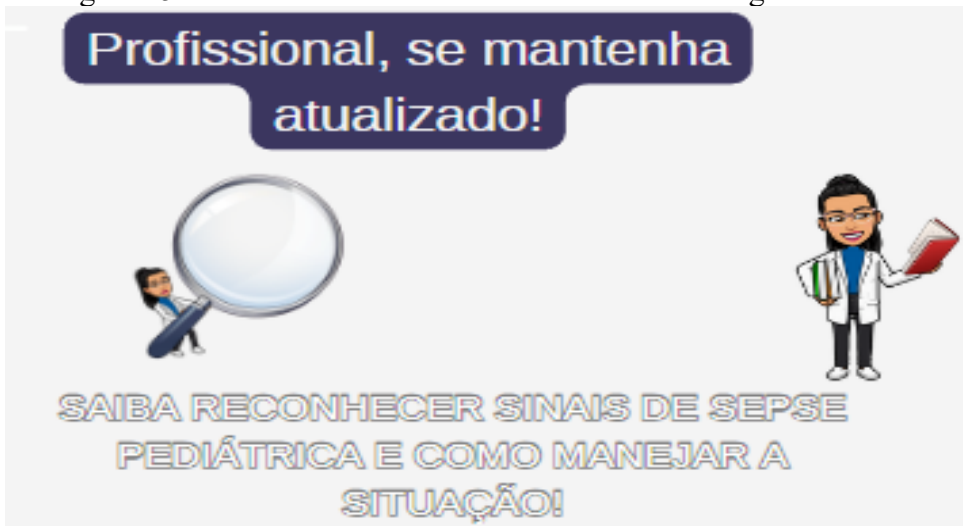 Profissional, se mantenha
atualizado!
SAIBA RECONHECER SINAIS DE SEPSE
PEDIÁTRICA E COMO MANEJAR A
SITUAÇÃO!